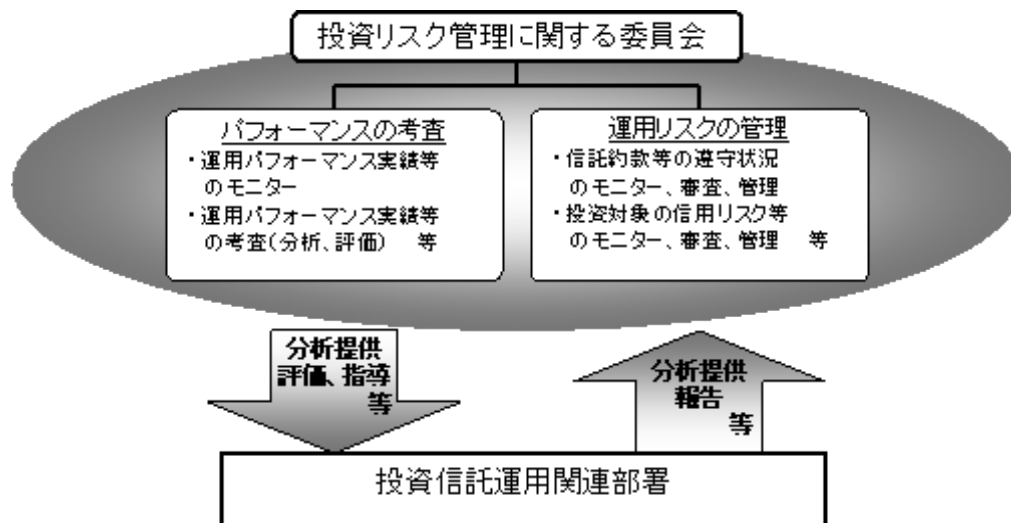 投資リスク管理に関する委員会
パフォーマンスの考査
・運用パフォーマンス実績等
のモニター
・運用パフォーマンス実績等
の考査(分析、評価) 等
運用リスクの管理
・信託約款等の遵守状況
のモニター、審査、管理
・投資対象の信用リスク等
のモニター、審査、管理 等
分析提供
評価、指導
等
分析提供
報告
等
投資信託運用関連部署